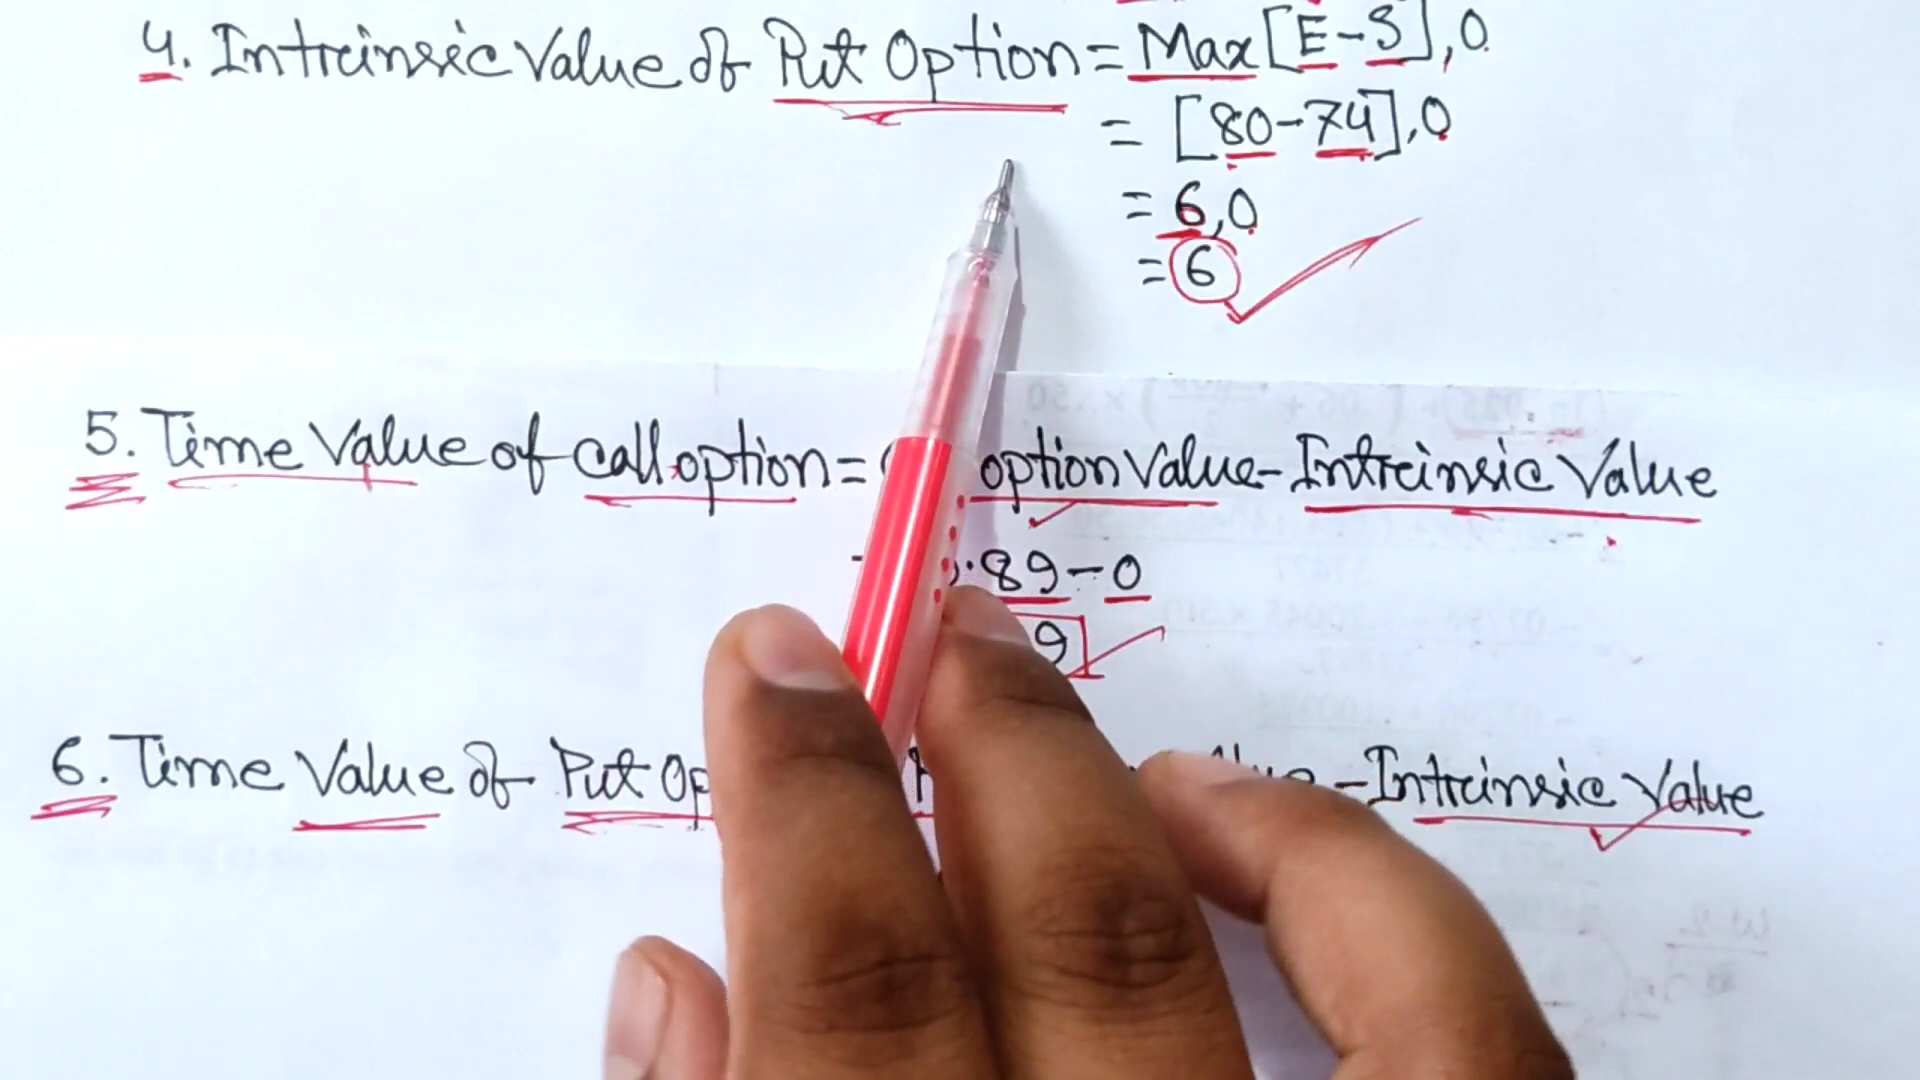 4. Intrinsic Value of Put Option = Max[E-S],0
= [80-74],0
= 6,0
= 6
5. Time Value of call option = option Value - Intrinsic Value
.89-0
9
6. Time Value of Put Op - Intrinsic Value